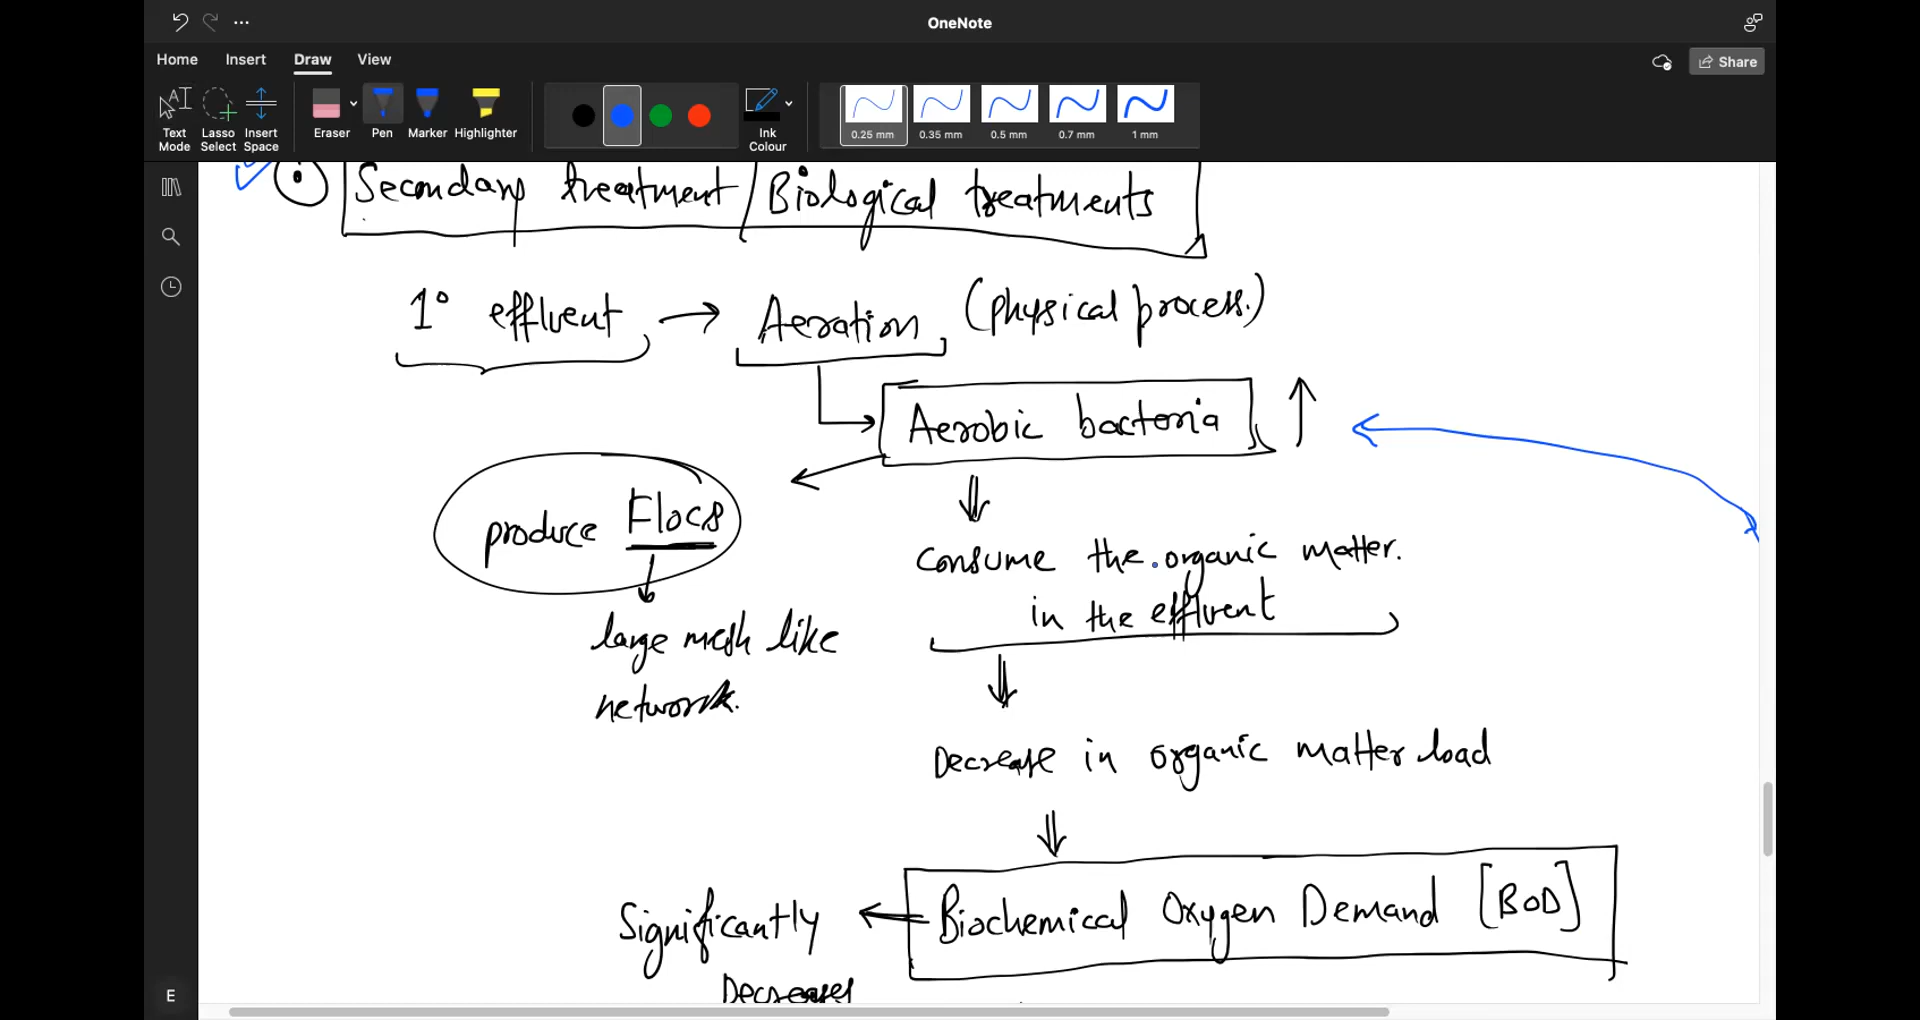 OneNote
Home Insert Draw View
Share
Text Mode
Lasso Select
Insert Space
Eraser
Pen
Marker
Highlighter
Ink Colour
0.25 mm
0.35 mm
0.5 mm
0.7 mm
1 mm
Secondary treatment / Biological treatments
1° effluent → Aeration (physical process.)
Aerobic bacteria ↑
produce Flocs
large mesh like
network.
Consume the organic matter.
in the effluent
Decrease in organic matter load
Biochemical Oxygen Demand [BOD]
Significantly
Decreases
E